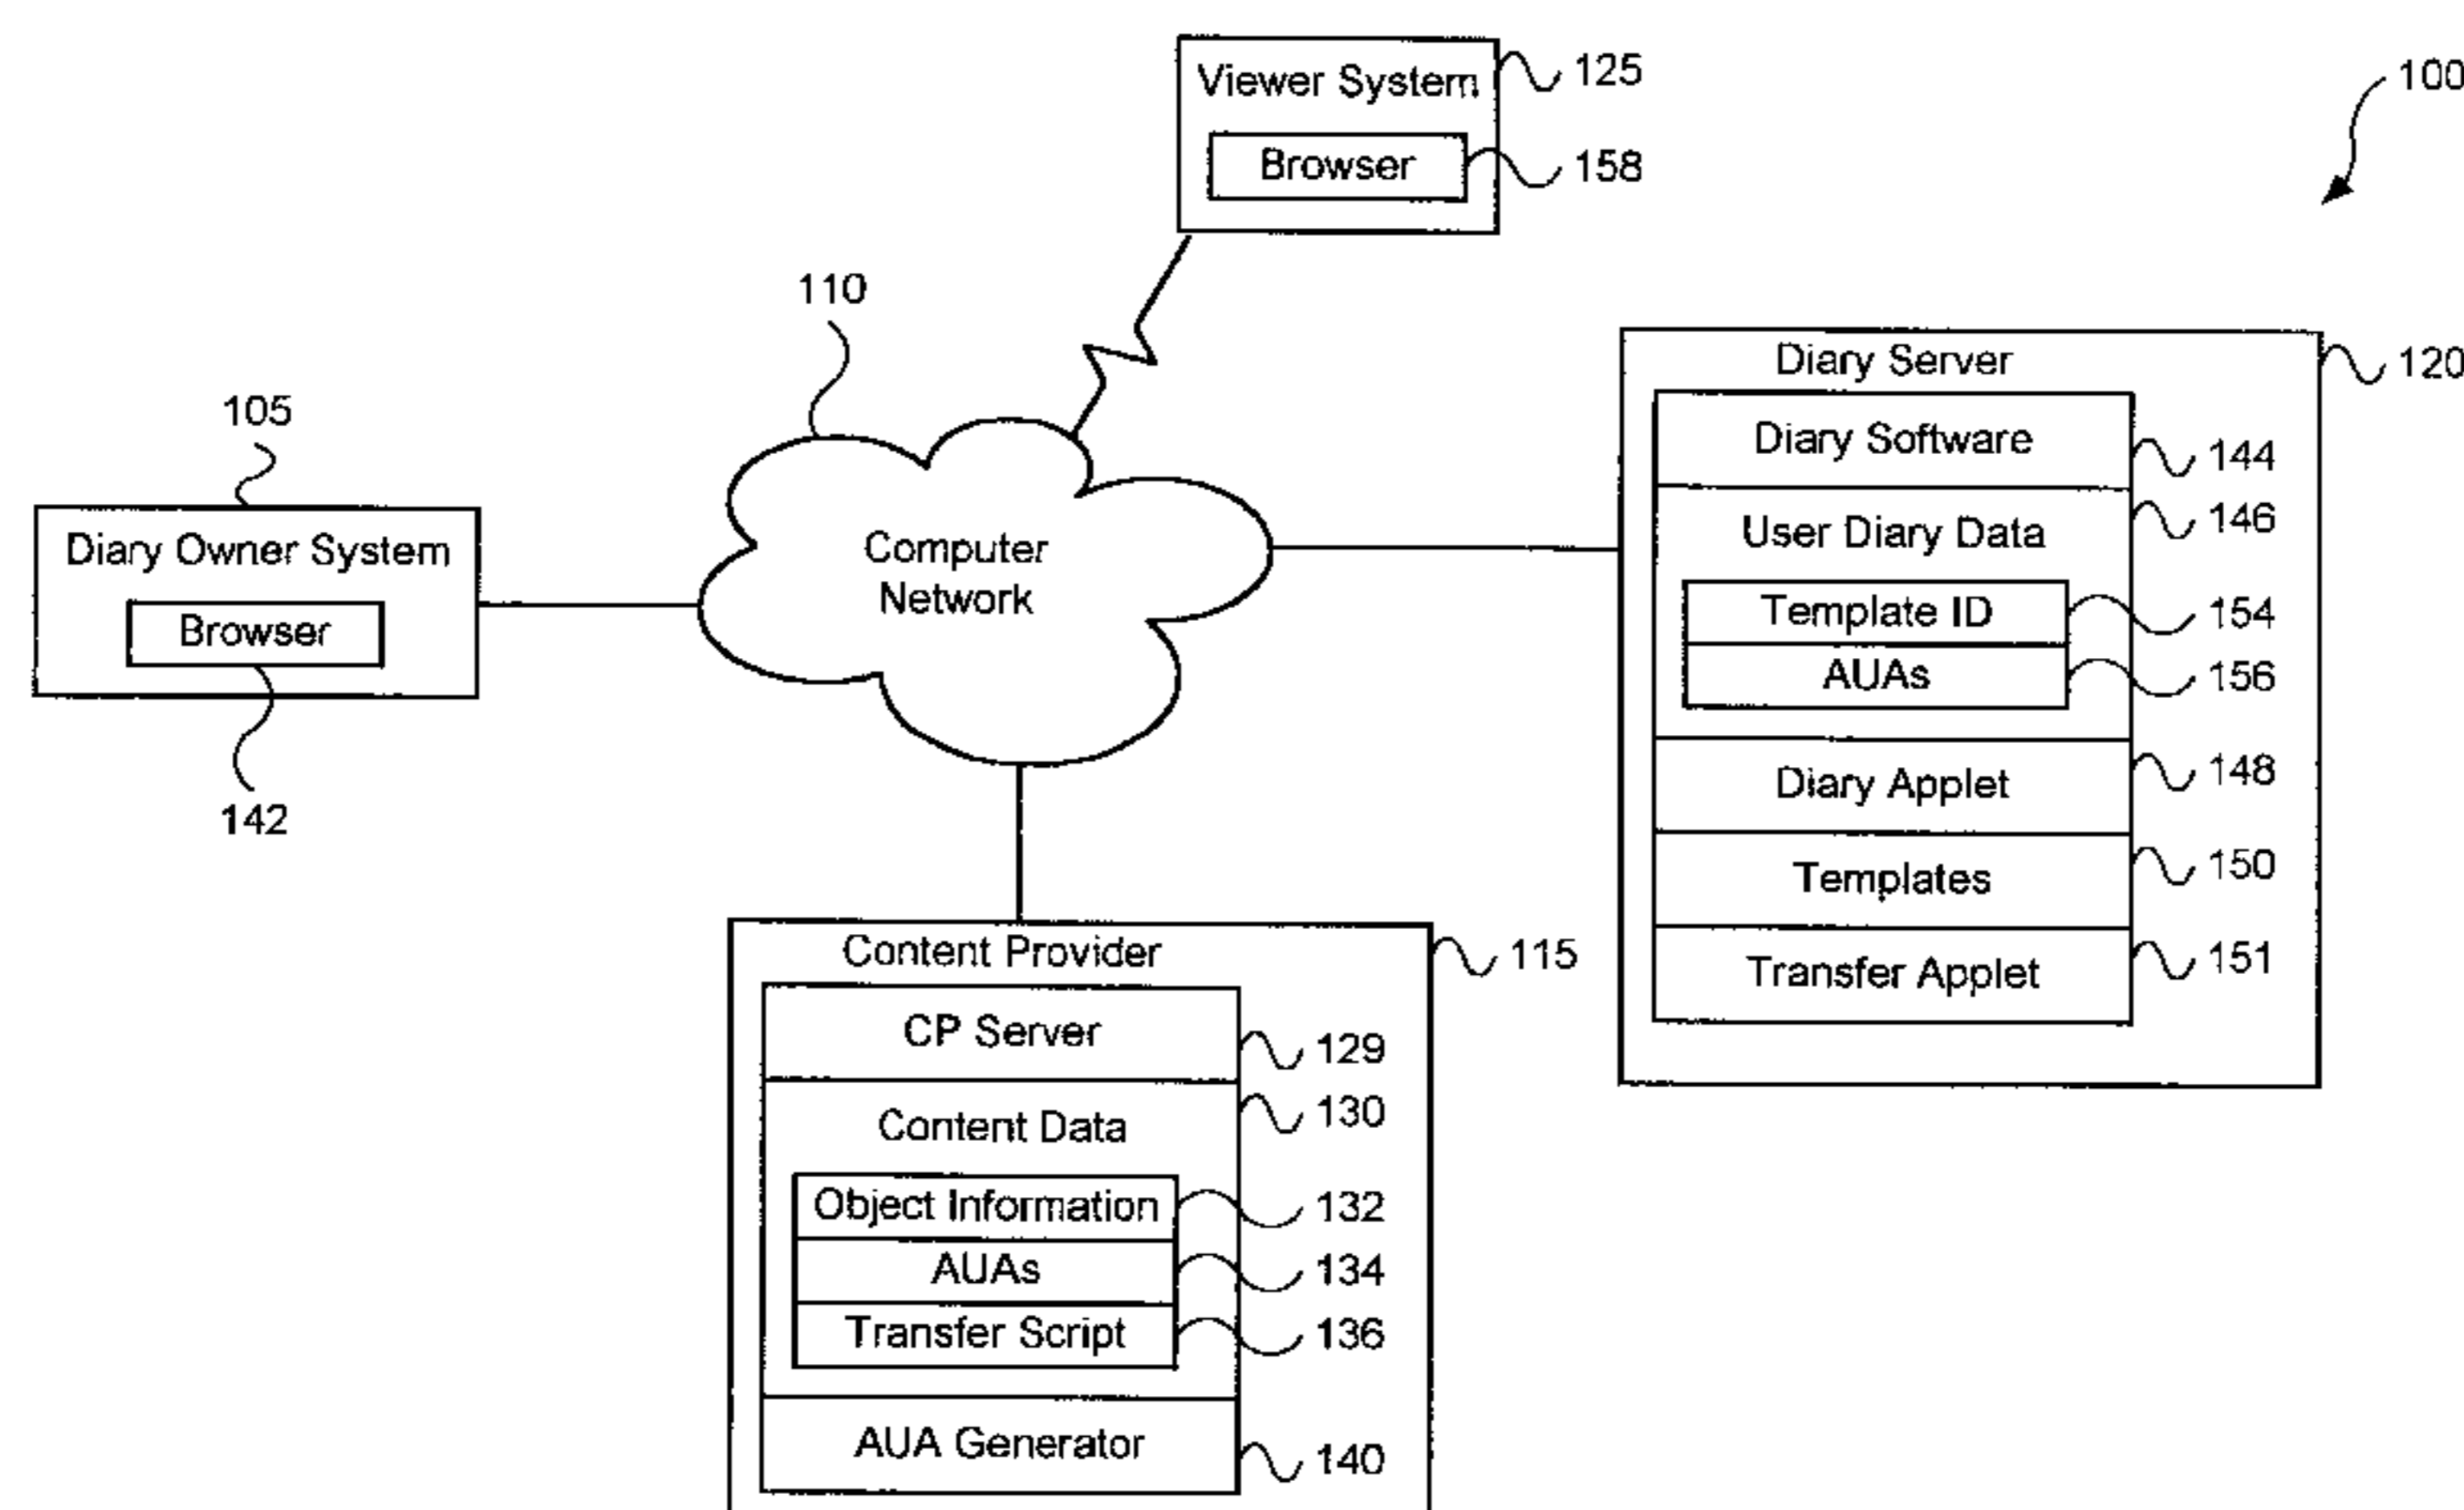 Viewer System
125
Browser
158
100
110
105
Diary Owner System
Browser
142
Computer
Network
Diary Server
120
Diary Software
144
User Diary Data
146
Template ID
154
AUAs
156
Diary Applet
148
Templates
150
Transfer Applet
151
Content Provider
115
CP Server
129
Content Data
130
Object Information
132
AUAs
134
Transfer Script
136
AUA Generator
140